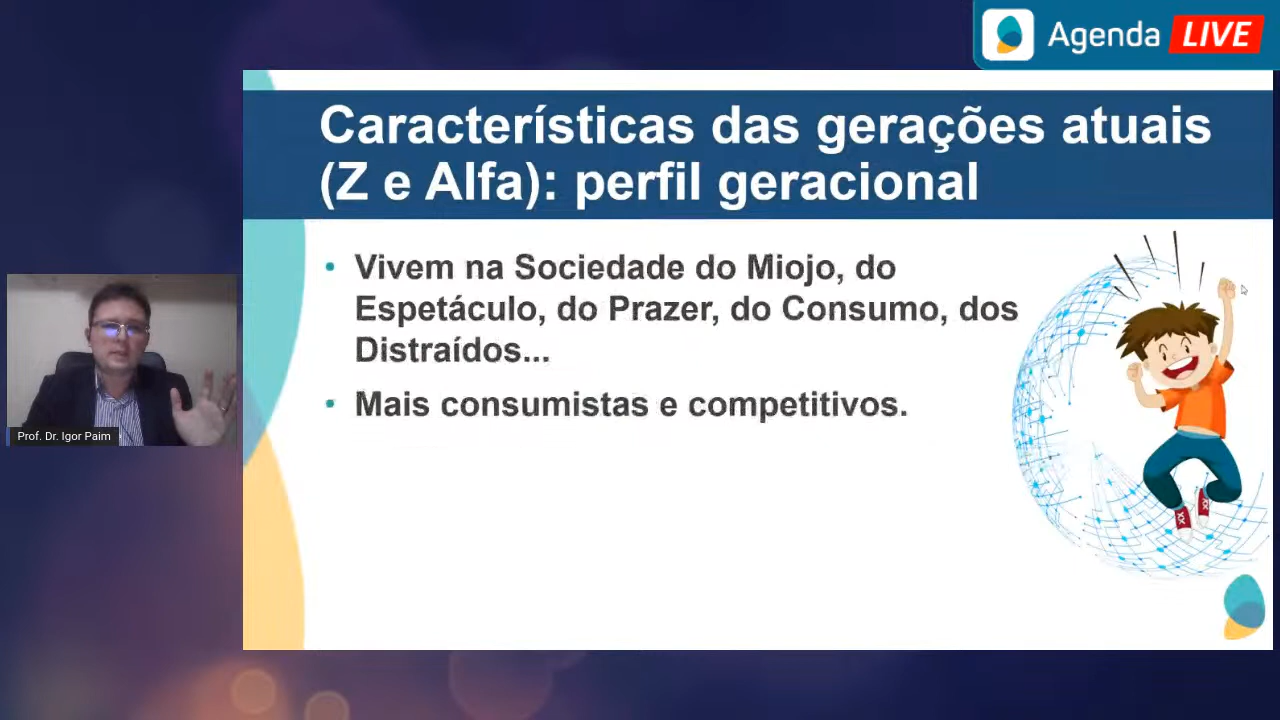 Agenda LIVE
Características das gerações atuais
(Z e Alfa): perfil geracional
• Vivem na Sociedade do Miojo, do
Espetáculo, do Prazer, do Consumo, dos
Distraídos...
• Mais consumistas e competitivos.
Prof. Dr. Igor Paim